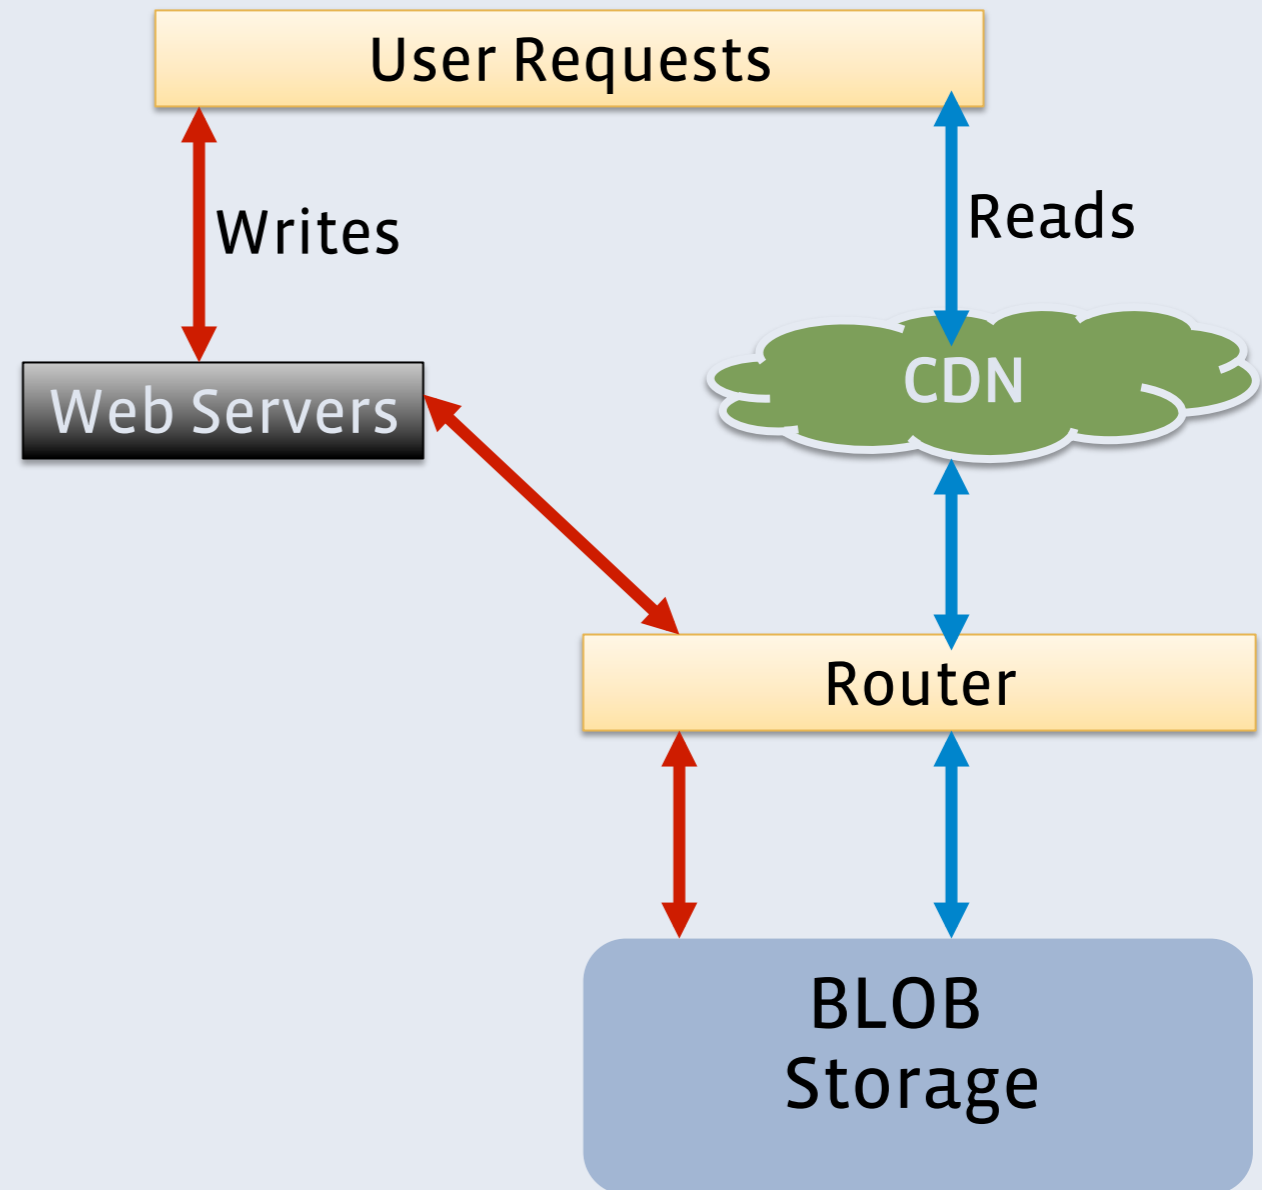 User Requests
Writes
Reads
Web Servers
CDN
Router
BLOB
Storage